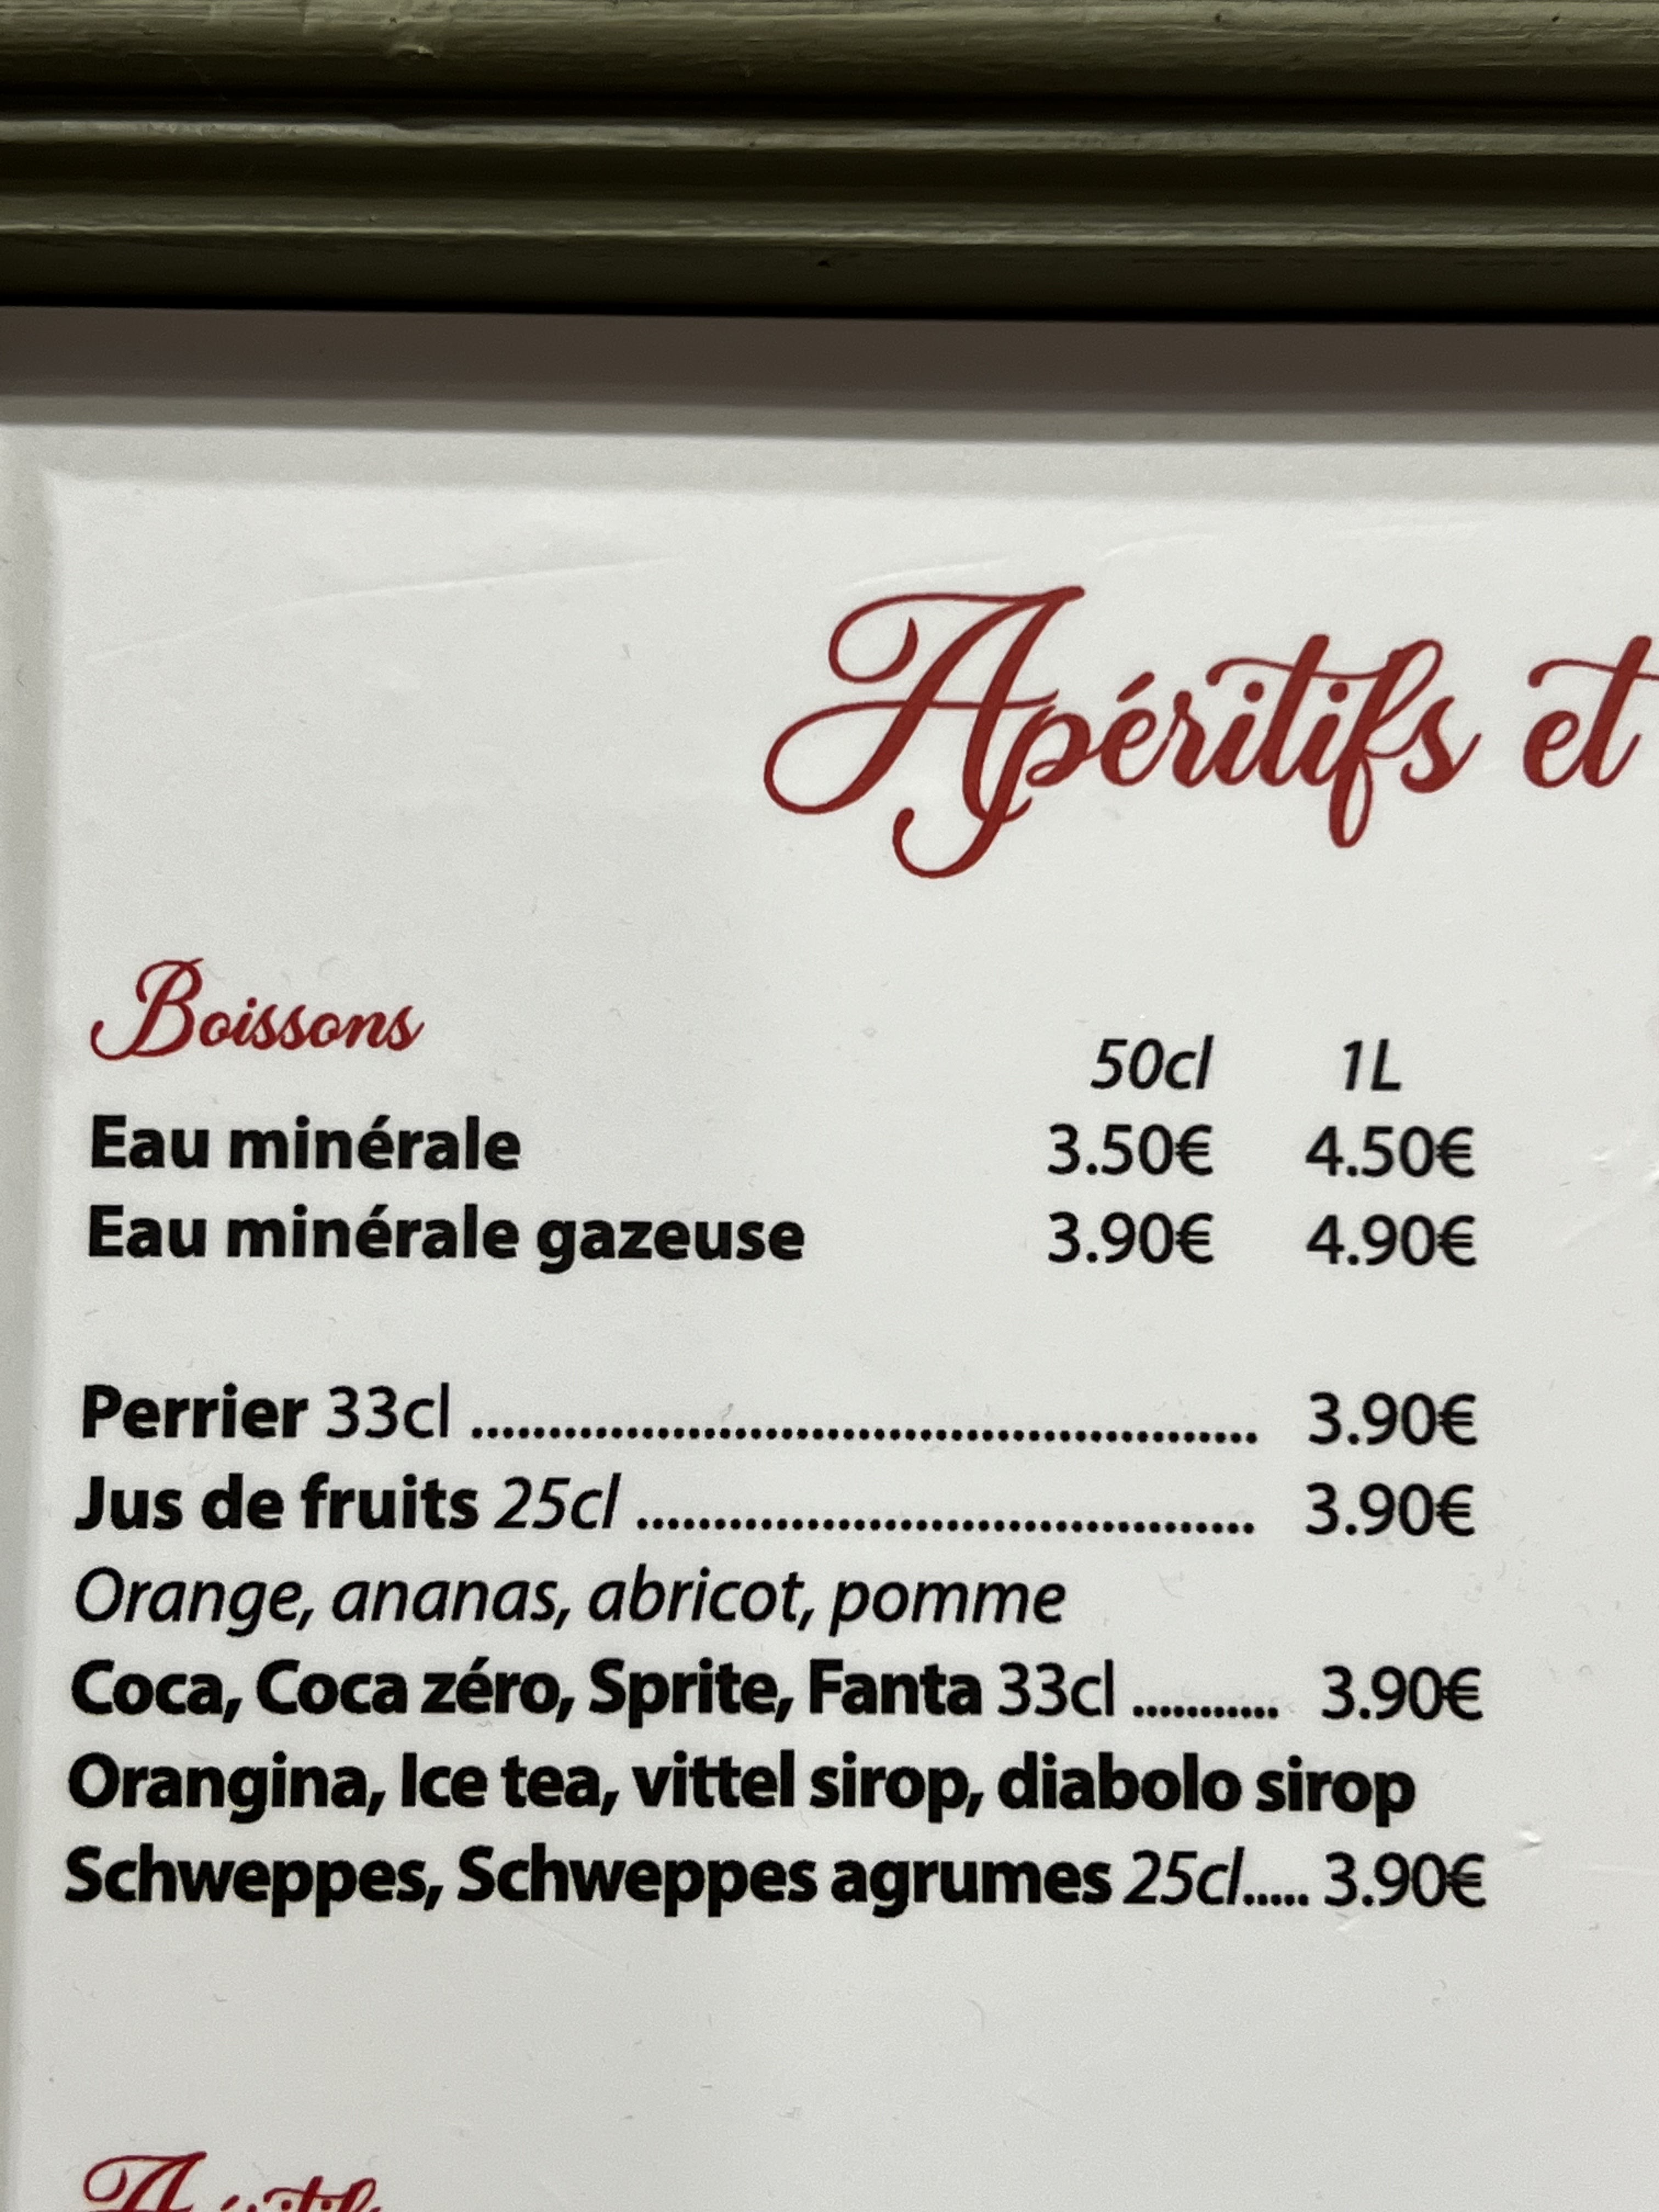 Apéritifs et
Boissons
50cl 1L
Eau minérale 3.50€ 4.50€
Eau minérale gazeuse 3.90€ 4.90€
Perrier 33cl ................................................ 3.90€
Jus de fruits 25cl ...................................... 3.90€
Orange, ananas, abricot, pomme
Coca, Coca zéro, Sprite, Fanta 33cl ........... 3.90€
Orangina, Ice tea, vittel sirop, diabolo sirop
Schweppes, Schweppes agrumes 25cl..... 3.90€